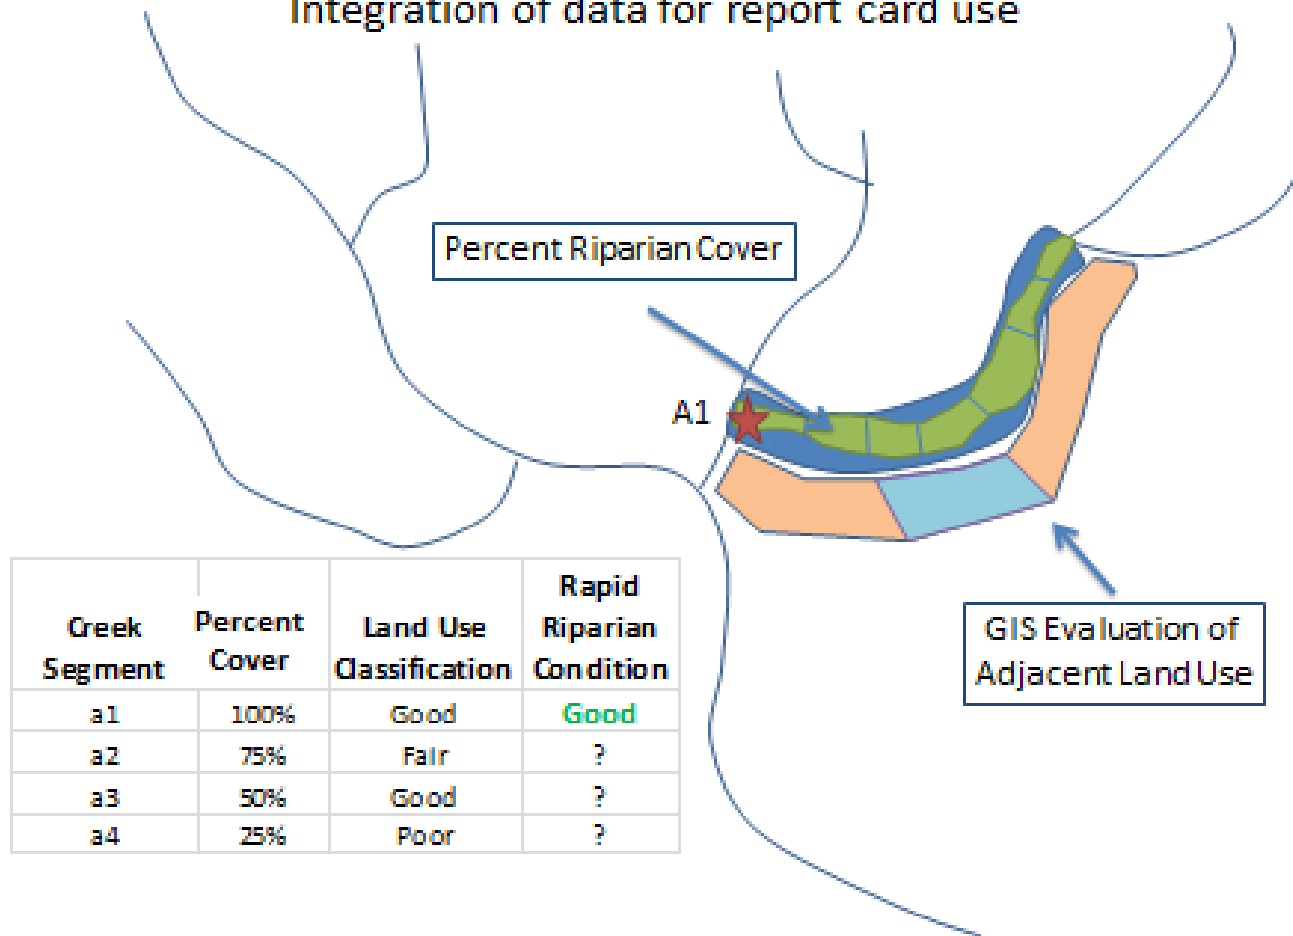 Integration of data for report card use
Percent Riparian Cover
A1
GIS Evaluation of
Adjacent Land Use
Creek Segment Percent Cover Land Use Classification Rapid Riparian Condition
a1 100% Good Good
a2 75% Fair ?
a3 50% Good ?
a4 25% Poor ?